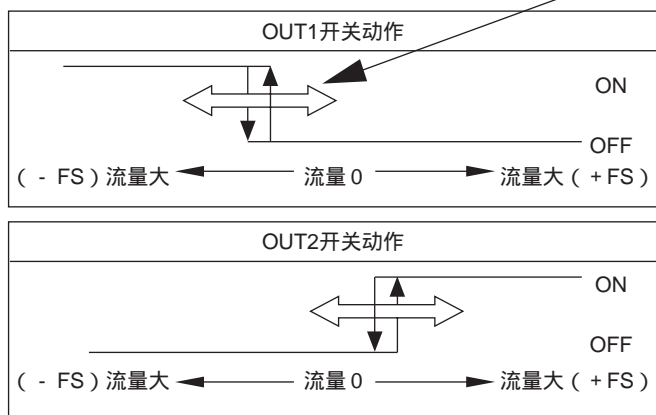 OUT1开关动作
ON
OFF
( - FS ) 流量大 流量 0 流量大 ( + FS )
OUT2开关动作
ON
OFF
( - FS ) 流量大 流量 0 流量大 ( + FS )